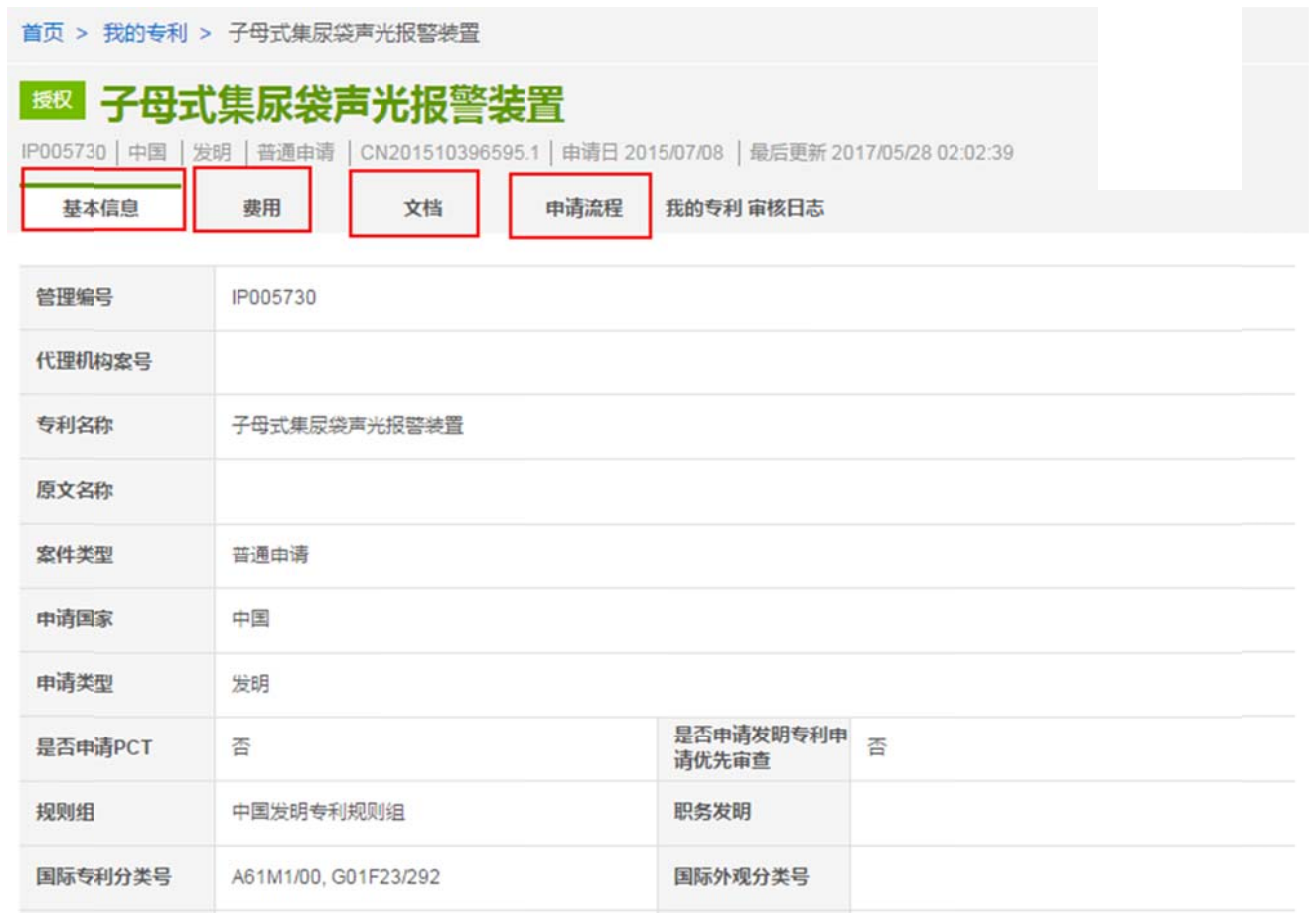 首页 > 我的专利 > 子母式集尿袋声光报警装置
授权 子母式集尿袋声光报警装置
IP005730 | 中国 | 发明 | 普通申请 | CN201510396595.1 | 申请日 2015/07/08 | 最后更新 2017/05/28 02:02:39
基本信息 费用 文档 申请流程 我的专利 审核日志
管理编号 IP005730
代理机构案号
专利名称 子母式集尿袋声光报警装置
原文名称
案件类型 普通申请
申请国家 中国
申请类型 发明
是否申请PCT 否 是否申请发明专利申
请优先审查 否
规则组 中国发明专利规则组 职务发明
国际专利分类号 A61M1/00, G01F23/292 国际外观分类号